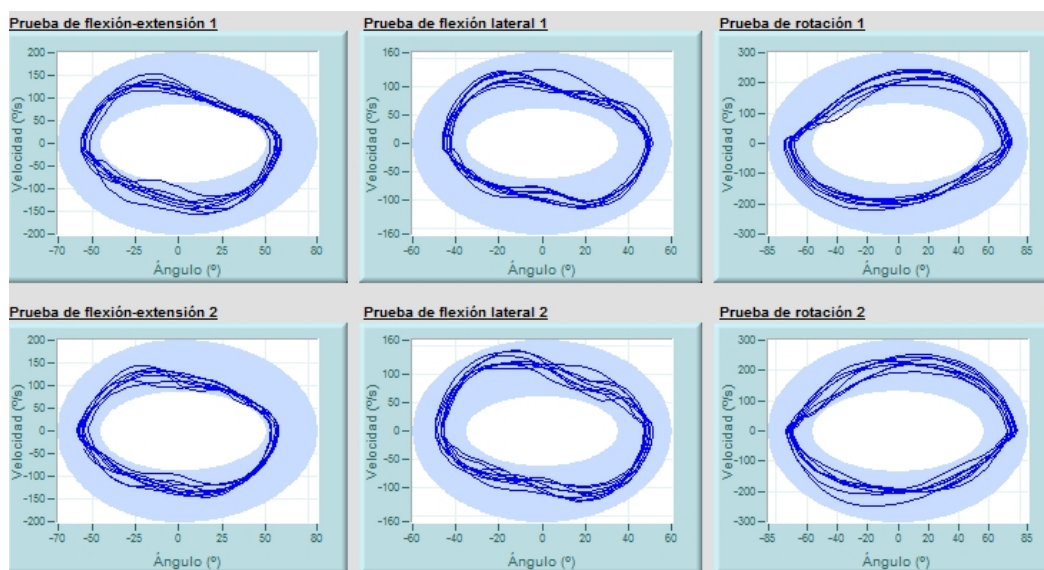 Prueba de flexión-extensión 1
Prueba de flexión lateral 1
Prueba de rotación 1
Velocidad (º/s)
200
150
100
50
0
-50
-100
-150
-200
-70 -50 -25 0 25 50 80
Ángulo (º)
Velocidad (º/s)
160
100
0
-100
-160
-60 -40 -20 0 20 40 60
Ángulo (º)
Velocidad (º/s)
300
200
100
0
-100
-200
-300
-85 -60 -40 -20 0 20 40 60 85
Ángulo (º)
Prueba de flexión-extensión 2
Prueba de flexión lateral 2
Prueba de rotación 2
Velocidad (º/s)
200
150
100
50
0
-50
-100
-150
-200
-70 -50 -25 0 25 50 80
Ángulo (º)
Velocidad (º/s)
160
100
0
-100
-160
-60 -40 -20 0 20 40 60
Ángulo (º)
Velocidad (º/s)
300
200
100
0
-100
-200
-300
-85 -60 -40 -20 0 20 40 60 85
Ángulo (º)